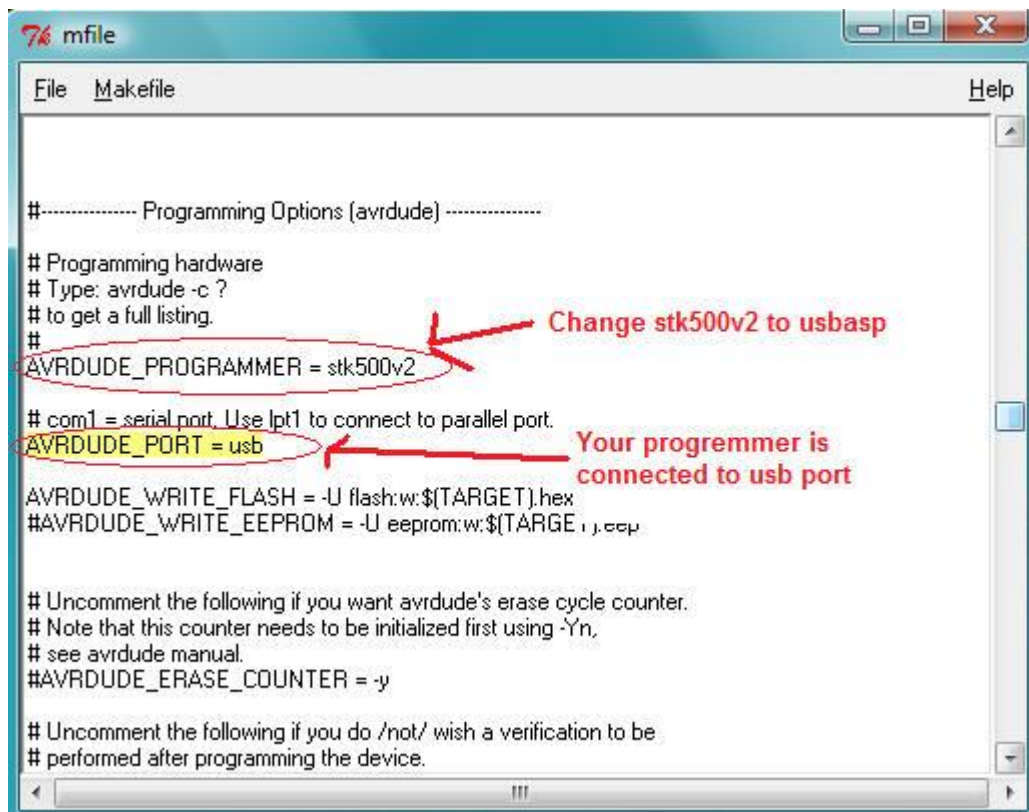 mfile
File Makefile Help
#--------------- Programming Options (avrdude) ---------------
# Programming hardware
# Type: avrdude -c ?
# to get a full listing.
#
Change stk500v2 to usbasp
AVRDUDE_PROGRAMMER = stk500v2
# com1 = serial port. Use lpt1 to connect to parallel port.
AVRDUDE_PORT = usb
Your progremmer is
connected to usb port
AVRDUDE_WRITE_FLASH = -U flash:w:$(TARGET).hex
#AVRDUDE_WRITE_EEPROM = -U eeprom:w:$(TARGET).eep
# Uncomment the following if you want avrdude's erase cycle counter.
# Note that this counter needs to be initialized first using -Yn,
# see avrdude manual.
#AVRDUDE_ERASE_COUNTER = -y
# Uncomment the following if you do /not/ wish a verification to be
# performed after programming the device.